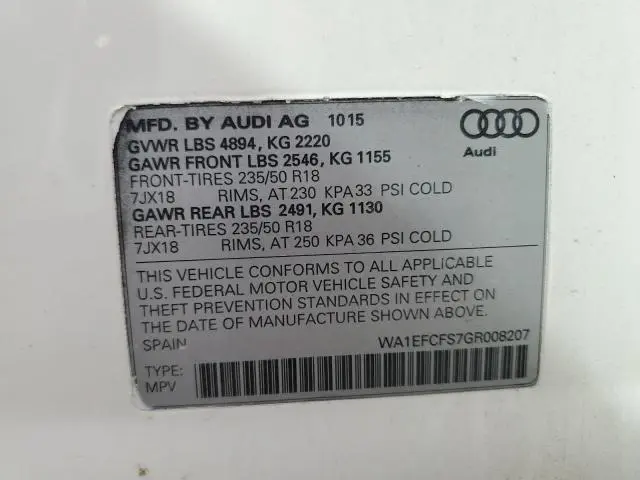 MFD. BY AUDI AG 1015
GVWR LBS 4894, KG 2220
GAWR FRONT LBS 2546, KG 1155
FRONT-TIRES 235/50 R18
7JX18 RIMS, AT 230 KPA 33 PSI COLD
GAWR REAR LBS 2491, KG 1130
REAR-TIRES 235/50 R18
7JX18 RIMS, AT 250 KPA 36 PSI COLD
Audi
THIS VEHICLE CONFORMS TO ALL APPLICABLE
U.S. FEDERAL MOTOR VEHICLE SAFETY AND
THEFT PREVENTION STANDARDS IN EFFECT ON
THE DATE OF MANUFACTURE SHOWN ABOVE.
SPAIN WA1EFCFS7GR008207
TYPE:
MPV